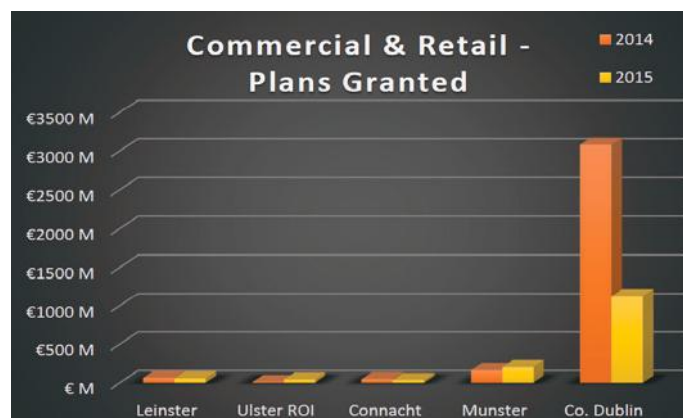 Commercial & Retail -
Plans Granted
2014
2015
€3500 M
€3000 M
€2500 M
€2000 M
€1500 M
€1000 M
€500 M
€ M
Leinster Ulster ROI Connacht Munster Co. Dublin